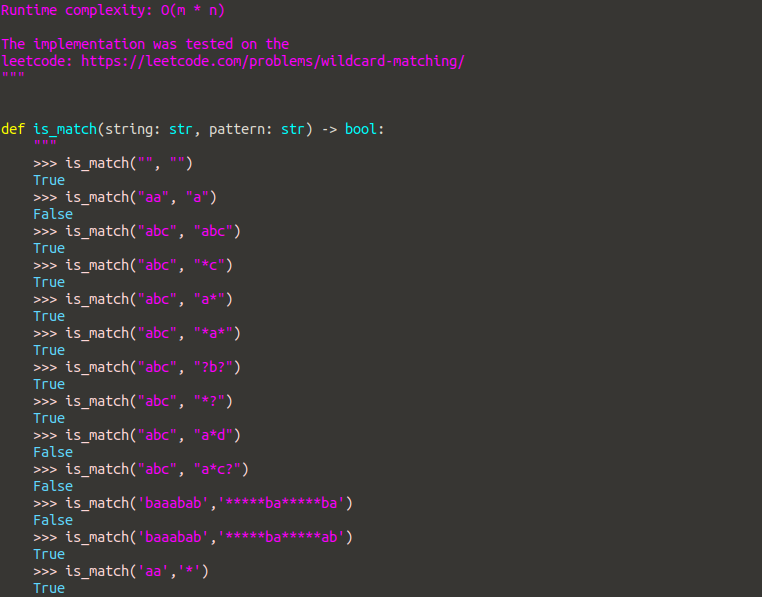 Runtime complexity: O(m * n)
The implementation was tested on the
leetcode: https://leetcode.com/problems/wildcard-matching/
"""
def is_match(string: str, pattern: str) -> bool:
"""
>>> is_match("", "")
True
>>> is_match("aa", "a")
False
>>> is_match("abc", "abc")
True
>>> is_match("abc", "*c")
True
>>> is_match("abc", "a*")
True
>>> is_match("abc", "*a*")
True
>>> is_match("abc", "?b?")
True
>>> is_match("abc", "*?")
True
>>> is_match("abc", "a*d")
False
>>> is_match("abc", "a*c?")
False
>>> is_match('baaabab','*****ba*****ba')
False
>>> is_match('baaabab','*****ba*****ab')
True
>>> is_match('aa','*')
True